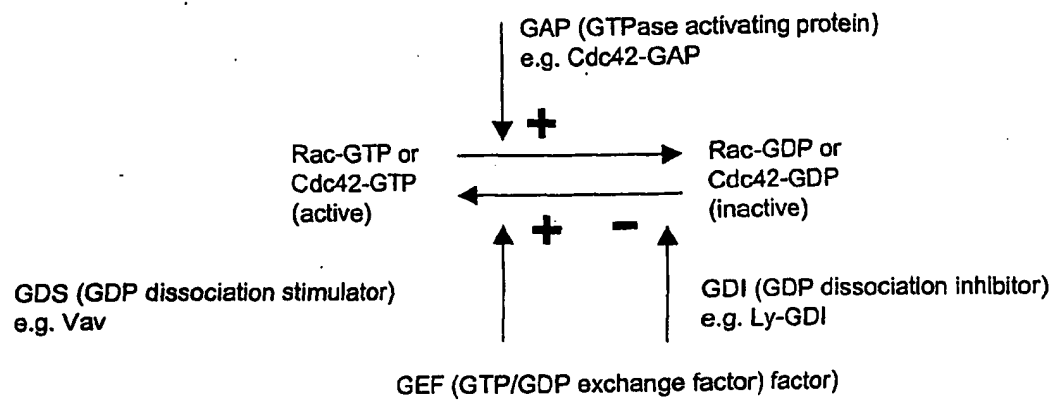 GAP (GTPase activating protein)
e.g. Cdc42-GAP
+
Rac-GTP or
Cdc42-GTP
(active)
Rac-GDP or
Cdc42-GDP
(inactive)
+ −
GDS (GDP dissociation stimulator)
e.g. Vav
GDI (GDP dissociation inhibitor)
e.g. Ly-GDI
GEF (GTP/GDP exchange factor) factor)